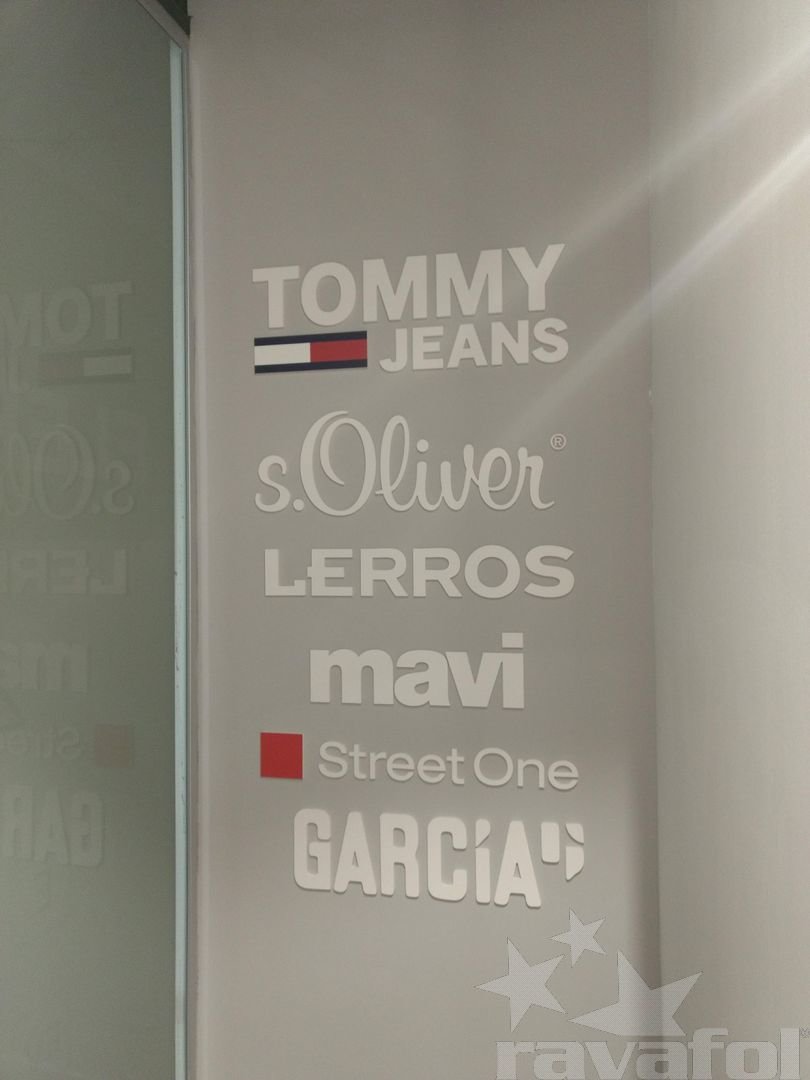 TOMMY
JEANS
s.Oliver®
LERROS
mavi
Street One
GARCIA
ravafol